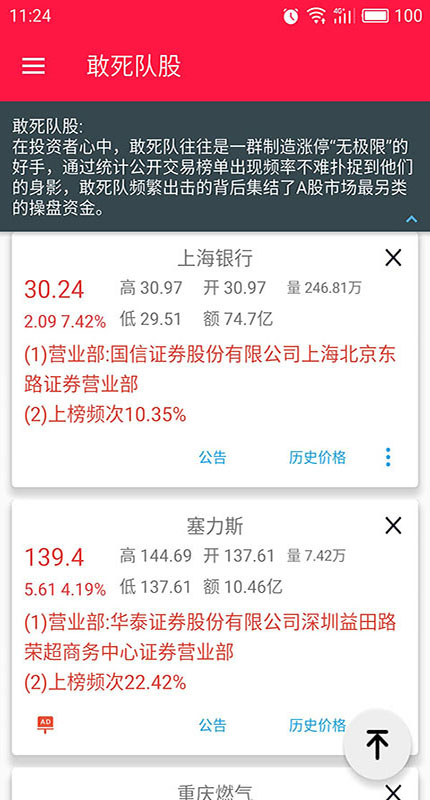 11:24
4G
100
敢死队股
敢死队股:
在投资者心中，敢死队往往是一群制造涨停“无极限”的
好手，通过统计公开交易榜单出现频率不难扑捉到他们
的身影，敢死队频繁出击的背后集结了A股市场最另类
的操盘资金。
上海银行
30.24 高 30.97 开 30.97 量 246.81万
2.09 7.42% 低 29.51 额 74.7亿
(1)营业部:国信证券股份有限公司上海北京东
路证券营业部
(2)上榜频次10.35%
公告 历史价格
塞力斯
139.4 高 144.69 开 137.61 量 7.42万
5.61 4.19% 低 137.61 额 10.46亿
(1)营业部:华泰证券股份有限公司深圳益田路
荣超商务中心证券营业部
(2)上榜频次22.42%
AD 公告 历史价格
重庆燃气